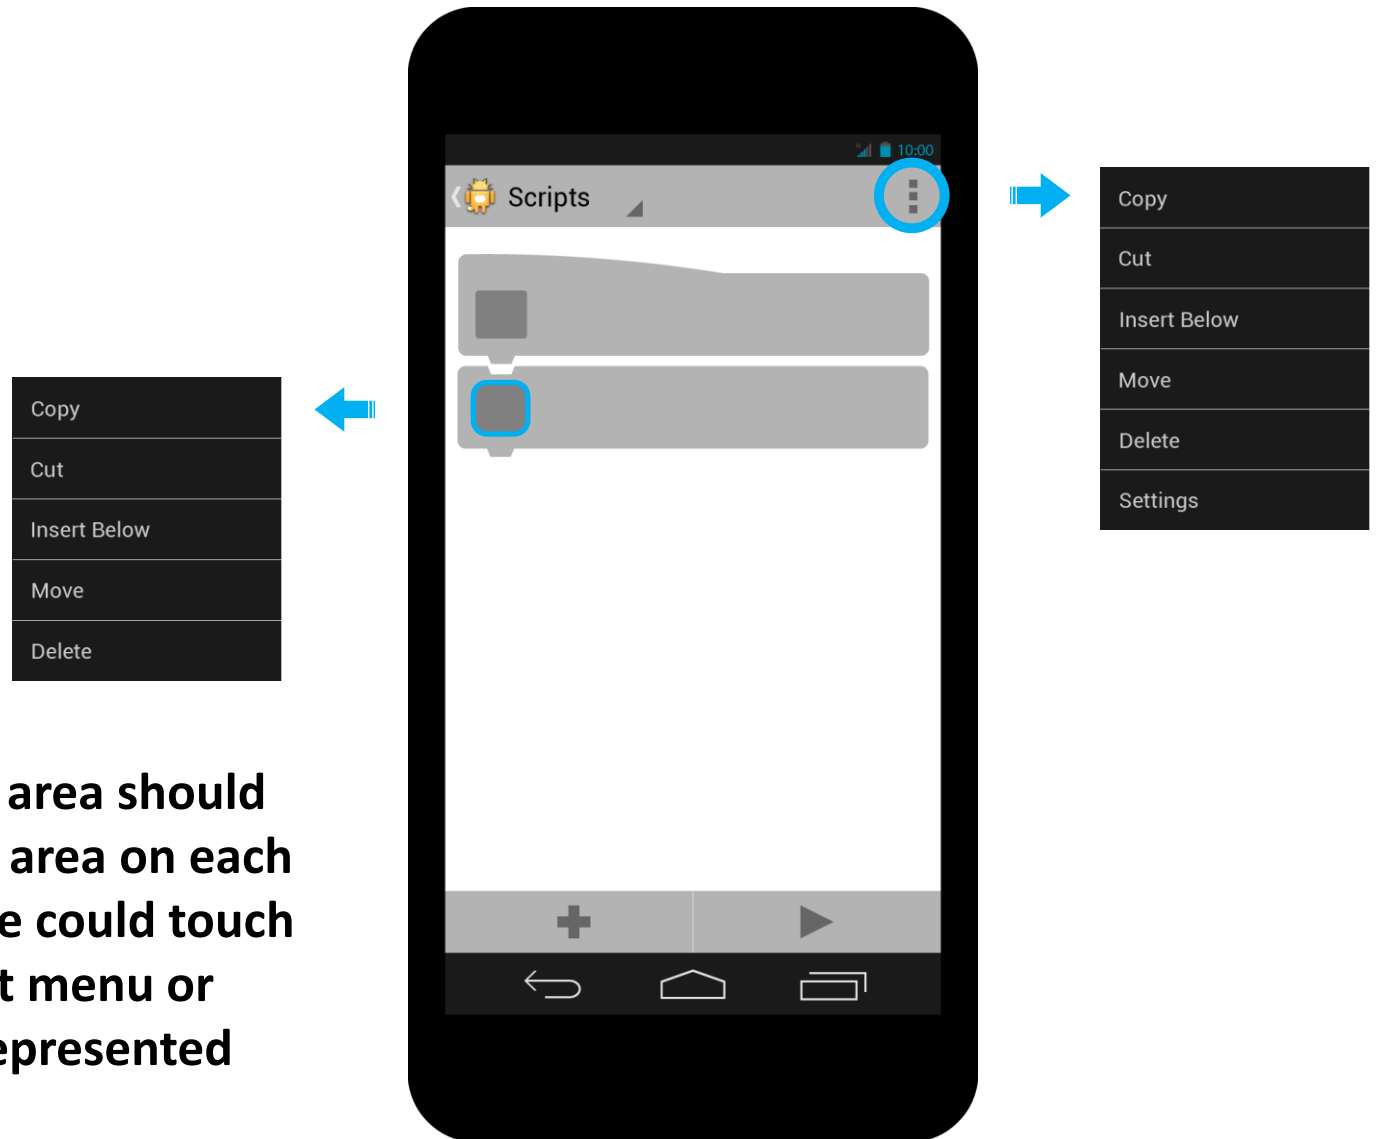 10:00
Scripts
Copy
Cut
Insert Below
Move
Delete
Settings
Copy
Cut
Insert Below
Move
Delete
area should
area on each
e could touch
t menu or
epresented